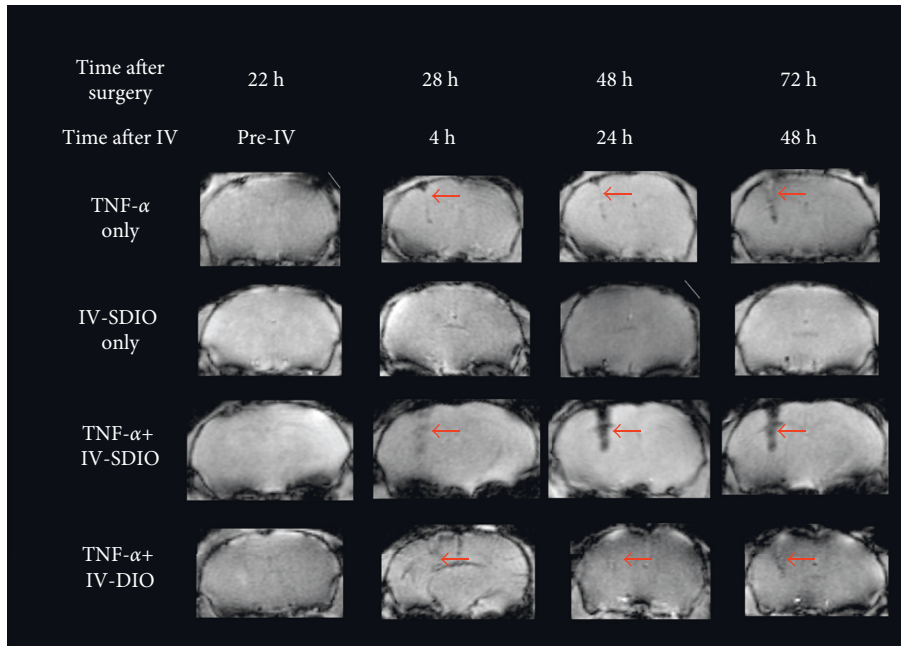 Time after
surgery
22 h
28 h
48 h
72 h
Time after IV
Pre-IV
4 h
24 h
48 h
TNF-α
only
IV-SDIO
only
TNF-α+
IV-SDIO
TNF-α+
IV-DIO